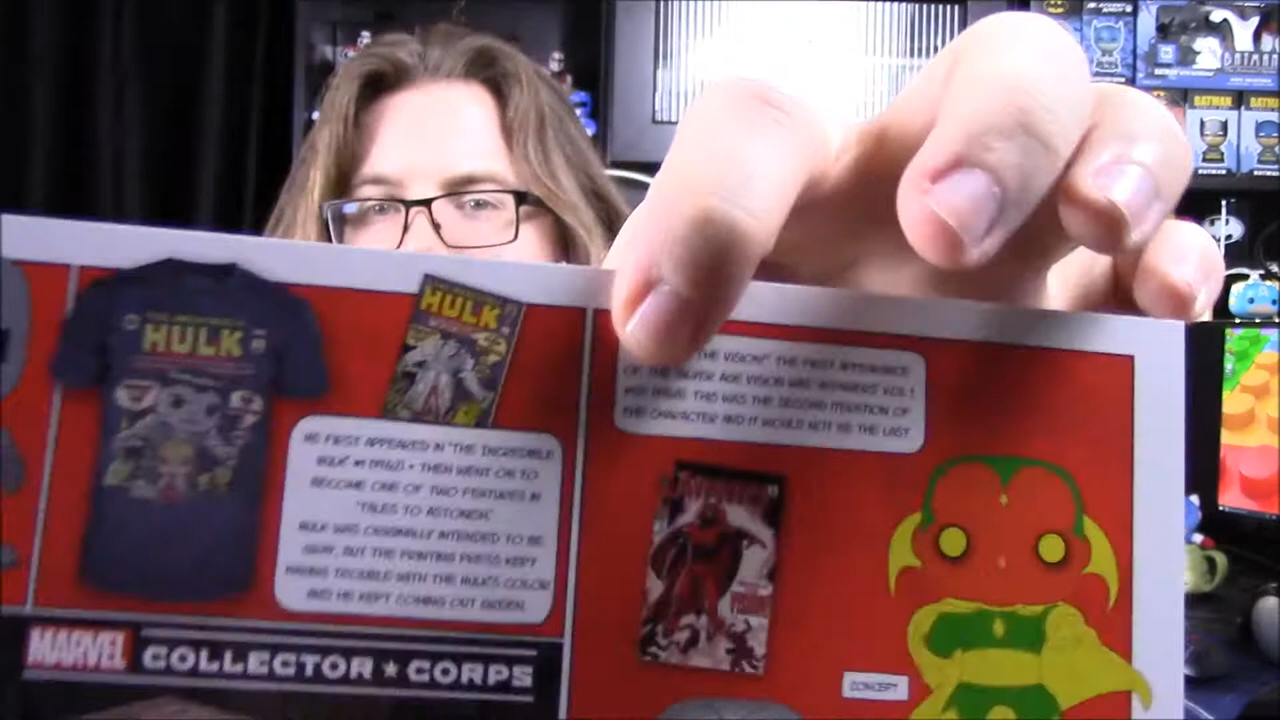 HULK
HULK
HE FIRST APPEARED IN "THE INCREDIBLE
HULK" #1 (1962) + THEN WENT ON TO
BECOME ONE OF TWO FEATURES IN
"TALES TO ASTONISH."
HULK WAS ORIGINALLY INTENDED TO BE
GRAY, BUT THE PRINTING PRESS KEPT
HAVING TROUBLE WITH THE HULK'S COLOR
AND HE KEPT COMING OUT GREEN.
MARVEL COLLECTOR ★ CORPS
THE VISION!" THE FIRST APPEARANCE
OF THE SILVER AGE VISION WAS AVENGERS VOL 1
#57 (1968). THIS WAS THE SECOND ITERATION OF
THE CHARACTER AND IT WOULD NOT BE THE LAST
CONCEPT
BATMAN
BATMAN
BATMAN